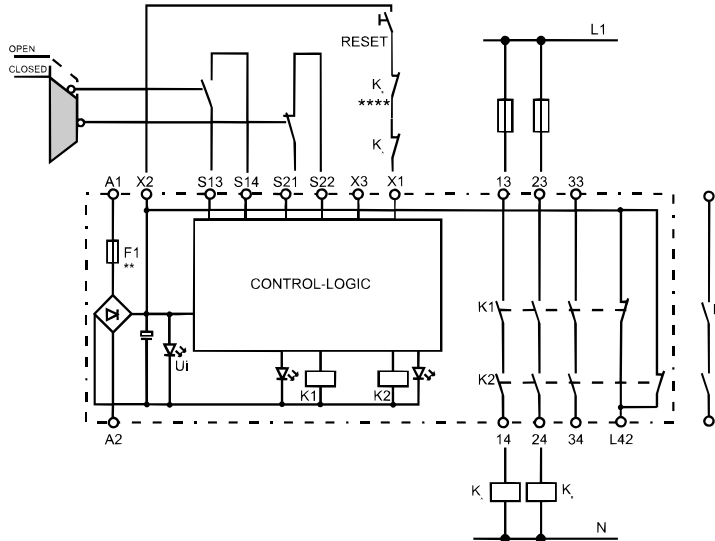 L1
RESET
OPEN
CLOSED
K.
****
K.
A1 X2 S13 S14 S21 S22 X3 X1 13 23 33
F1
**
CONTROL-LOGIC
K1
Ui
K1 K2
K2
A2 14 24 34 L42
K. K.
N